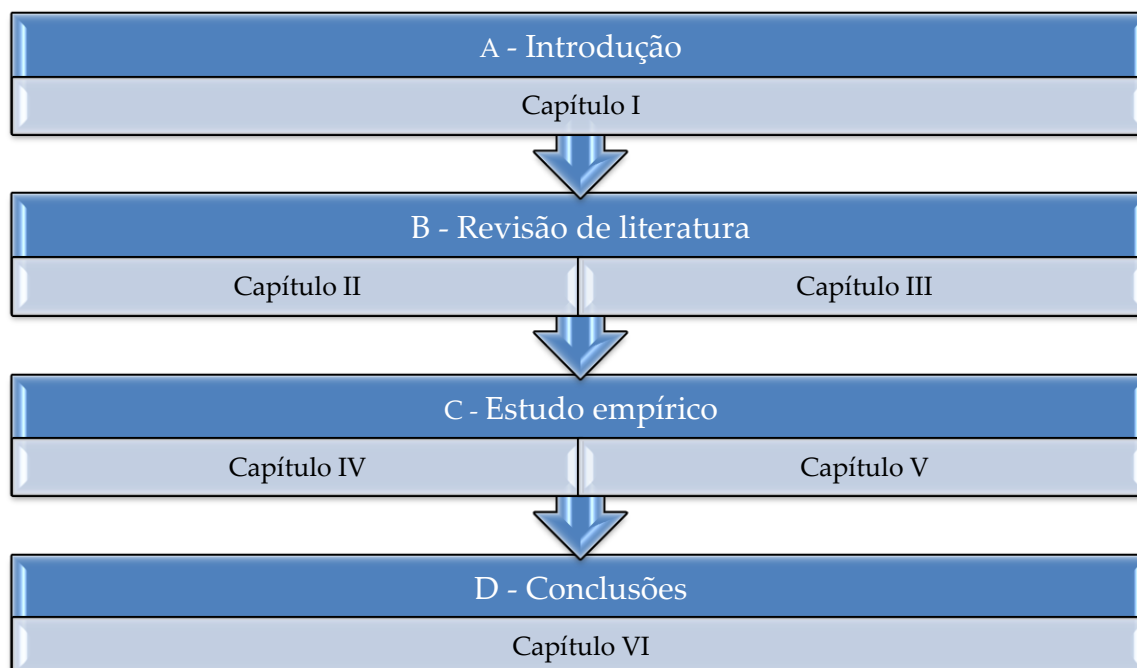 A - Introdução
Capítulo I
B - Revisão de literatura
Capítulo II
Capítulo III
C - Estudo empírico
Capítulo IV
Capítulo V
D - Conclusões
Capítulo VI